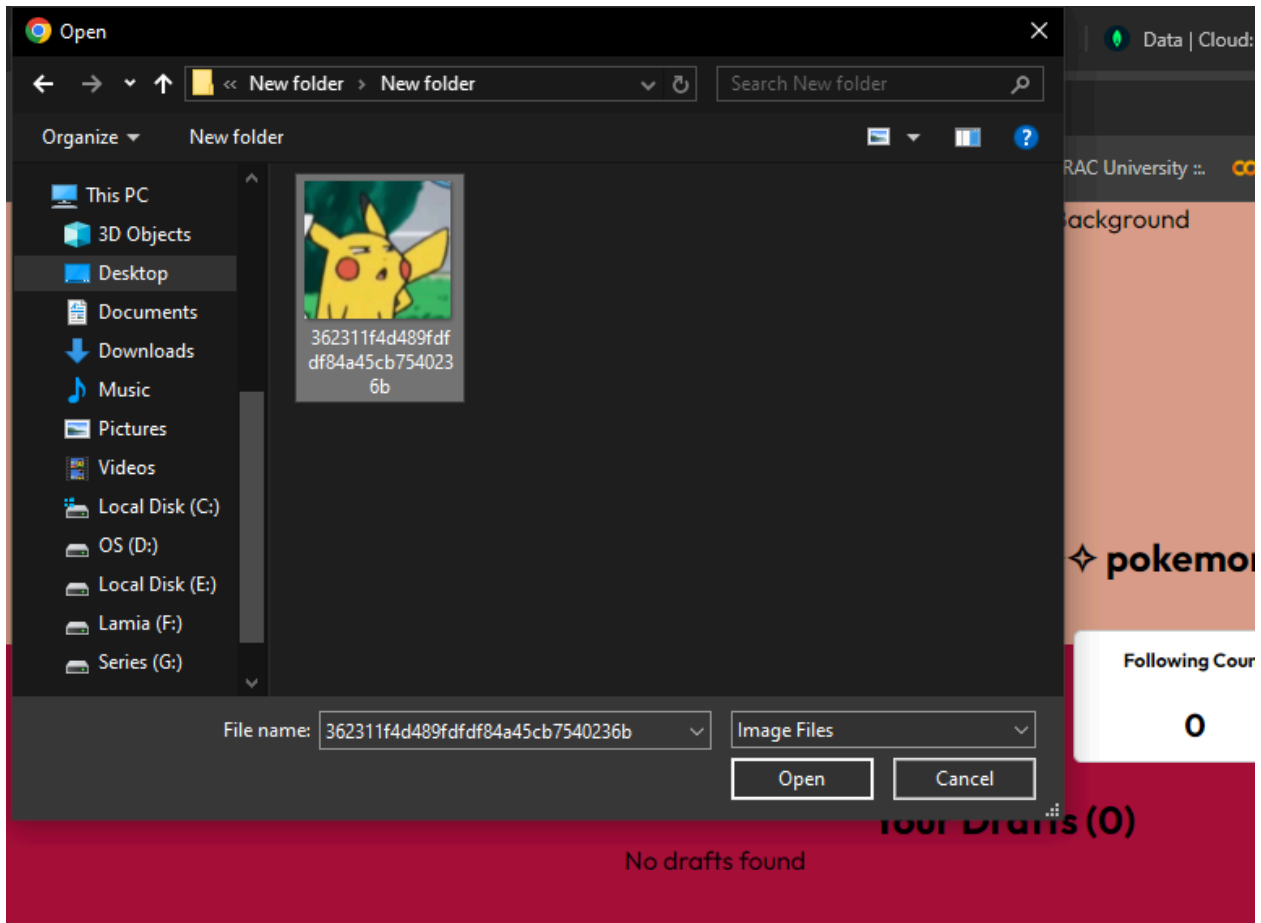 Open
Data | Cloud:
« New folder > New folder
Search New folder
Organize
New folder
RAC University ::.
Background
This PC
3D Objects
Desktop
Documents
Downloads
Music
Pictures
Videos
Local Disk (C:)
OS (D:)
Local Disk (E:)
Lamia (F:)
Series (G:)
362311f4d489fdf
df84a45cb754023
6b
✧ pokemon
Following Coun
0
File name:
362311f4d489fdfdf84a45cb7540236b
Image Files
Open
Cancel
Your Drafts (0)
No drafts found